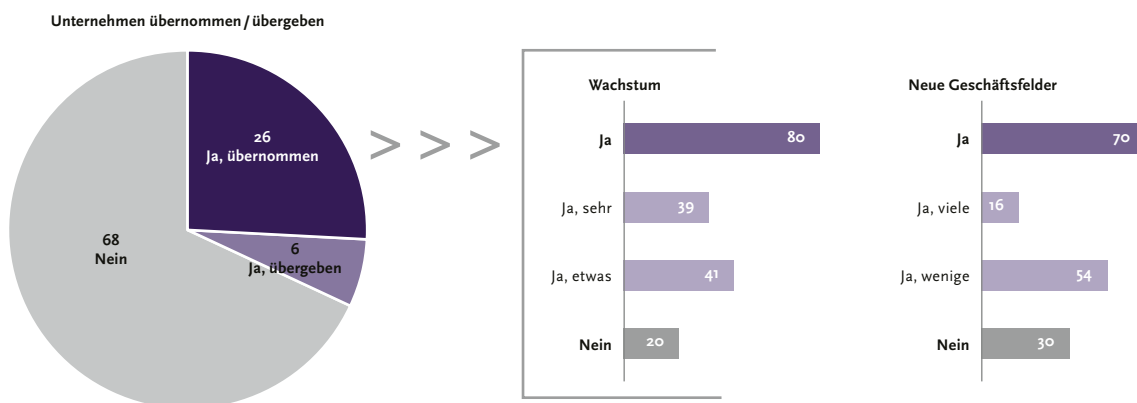 Unternehmen übernommen / übergeben
26
Ja, übernommen
6
Ja, übergeben
68
Nein
> > >
Wachstum
Ja 80
Ja, sehr 39
Ja, etwas 41
Nein 20
Neue Geschäftsfelder
Ja 70
Ja, viele 16
Ja, wenige 54
Nein 30